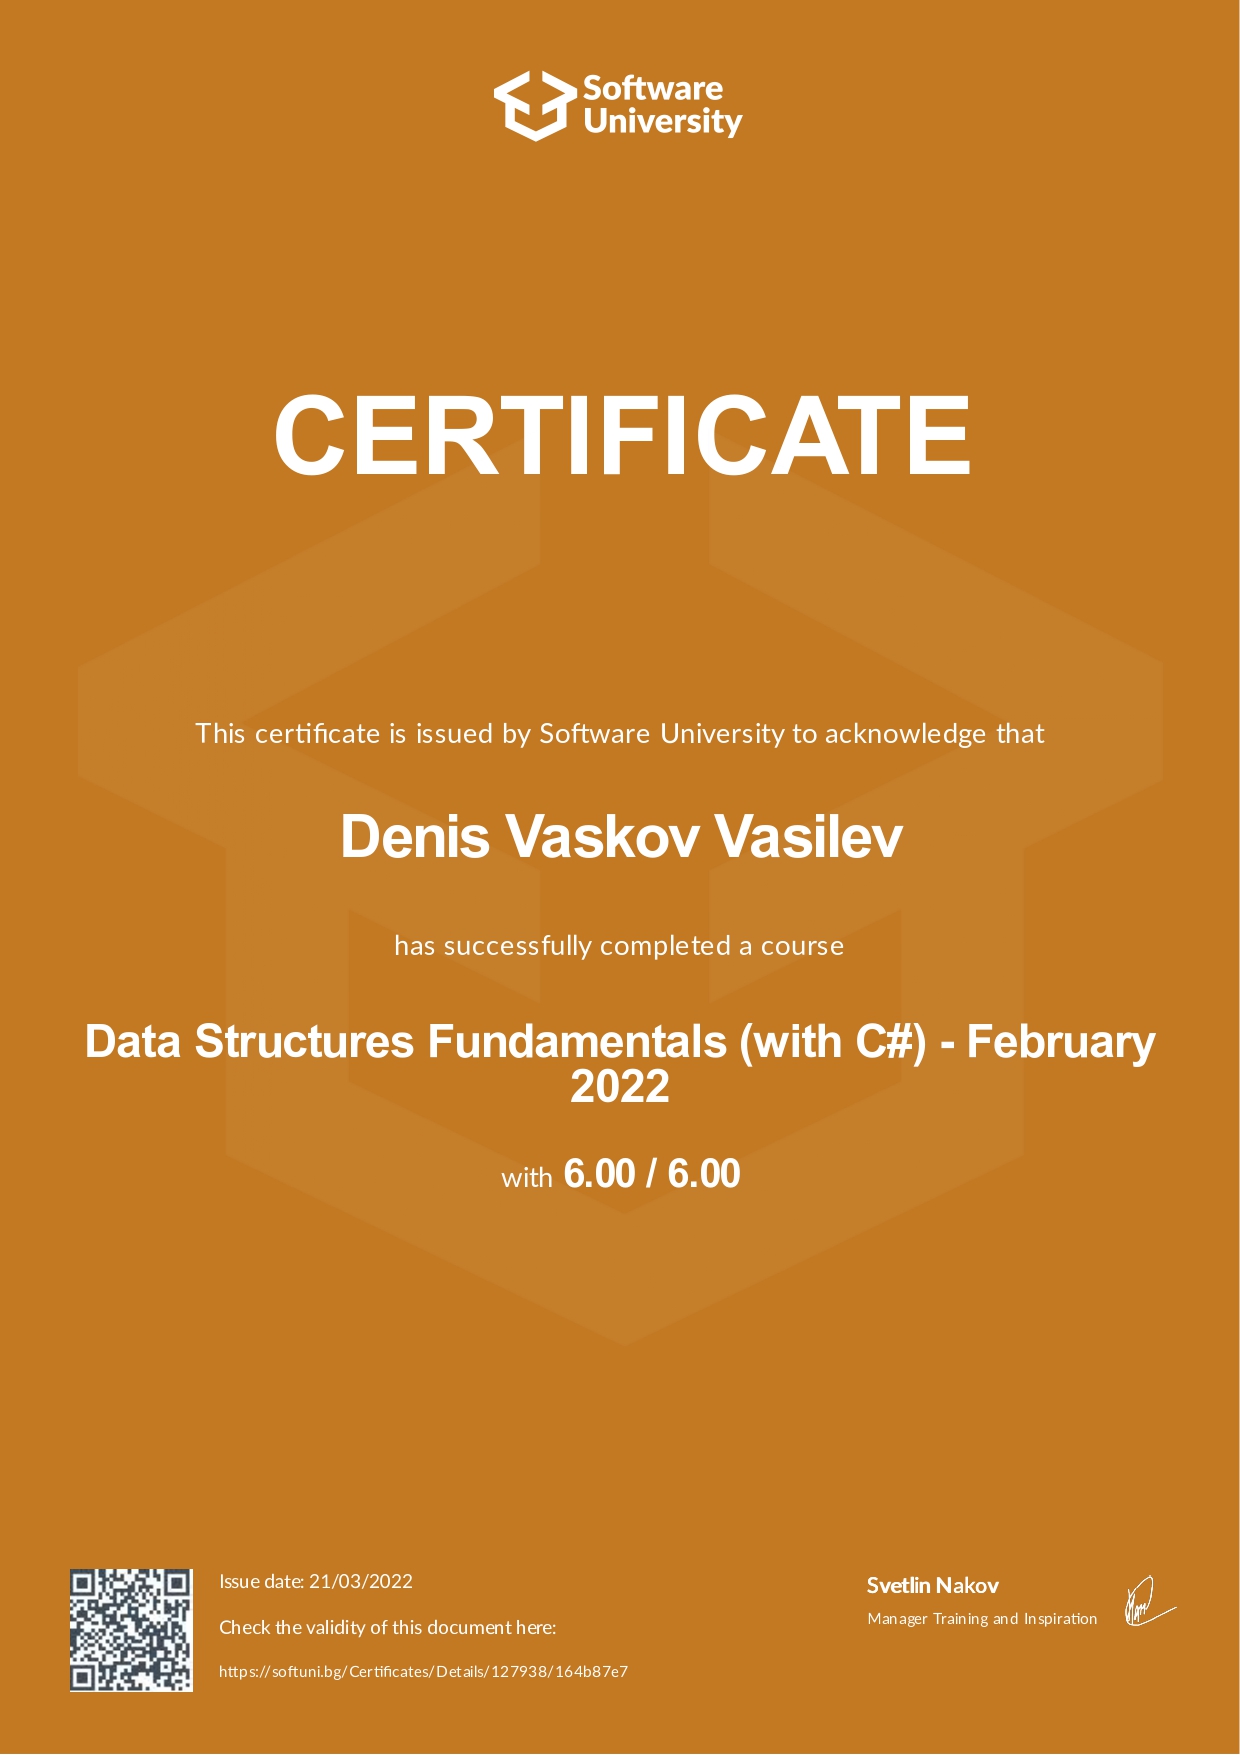 Software
University
CERTIFICATE
This certificate is issued by Software University to acknowledge that
Denis Vaskov Vasilev
has successfully completed a course
Data Structures Fundamentals (with C#) - February
2022
with 6.00 / 6.00
Issue date: 21/03/2022
Check the validity of this document here:
https://softuni.bg/Certificates/Details/127938/164b87e7
Svetlin Nakov
Manager Training and Inspiration